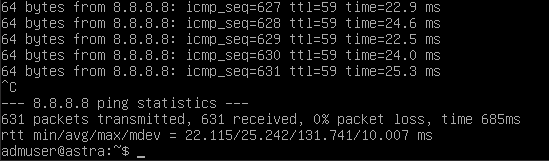 64 bytes from 8.8.8.8: icmp_seq=627 ttl=59 time=22.9 ms
64 bytes from 8.8.8.8: icmp_seq=628 ttl=59 time=24.6 ms
64 bytes from 8.8.8.8: icmp_seq=629 ttl=59 time=22.5 ms
64 bytes from 8.8.8.8: icmp_seq=630 ttl=59 time=24.0 ms
64 bytes from 8.8.8.8: icmp_seq=631 ttl=59 time=25.3 ms
^C
--- 8.8.8.8 ping statistics ---
631 packets transmitted, 631 received, 0% packet loss, time 685ms
rtt min/avg/max/mdev = 22.115/25.242/131.741/10.007 ms
admuser@astra:~$ _